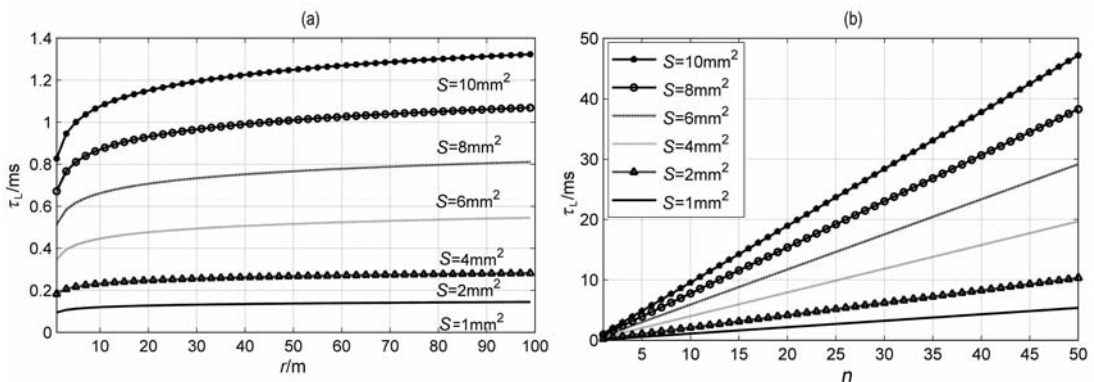 (a)
1.4
1.2
1
0.8
0.6
0.4
0.2
0
τL/ms
S=10mm²
S=8mm²
S=6mm²
S=4mm²
S=2mm²
S=1mm²
10 20 30 40 50 60 70 80 90 100
r/m
(b)
50
40
30
20
10
0
τL/ms
S=10mm²
S=8mm²
S=6mm²
S=4mm²
S=2mm²
S=1mm²
5 10 15 20 25 30 35 40 45 50
n